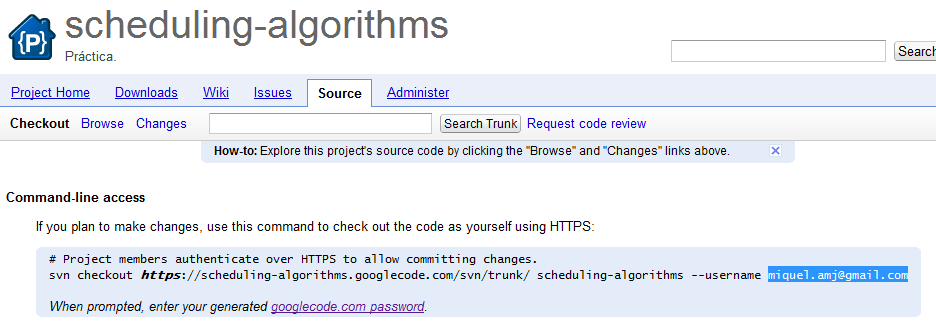 {P}
scheduling-algorithms
Práctica.
Search
Project Home Downloads Wiki Issues Source Administer
Checkout Browse Changes Search Trunk Request code review
How-to: Explore this project's source code by clicking the "Browse" and "Changes" links above. x
Command-line access
If you plan to make changes, use this command to check out the code as yourself using HTTPS:
# Project members authenticate over HTTPS to allow committing changes.
svn checkout https://scheduling-algorithms.googlecode.com/svn/trunk/ scheduling-algorithms --username miquel.amj@gmail.com
When prompted, enter your generated googlecode.com password.